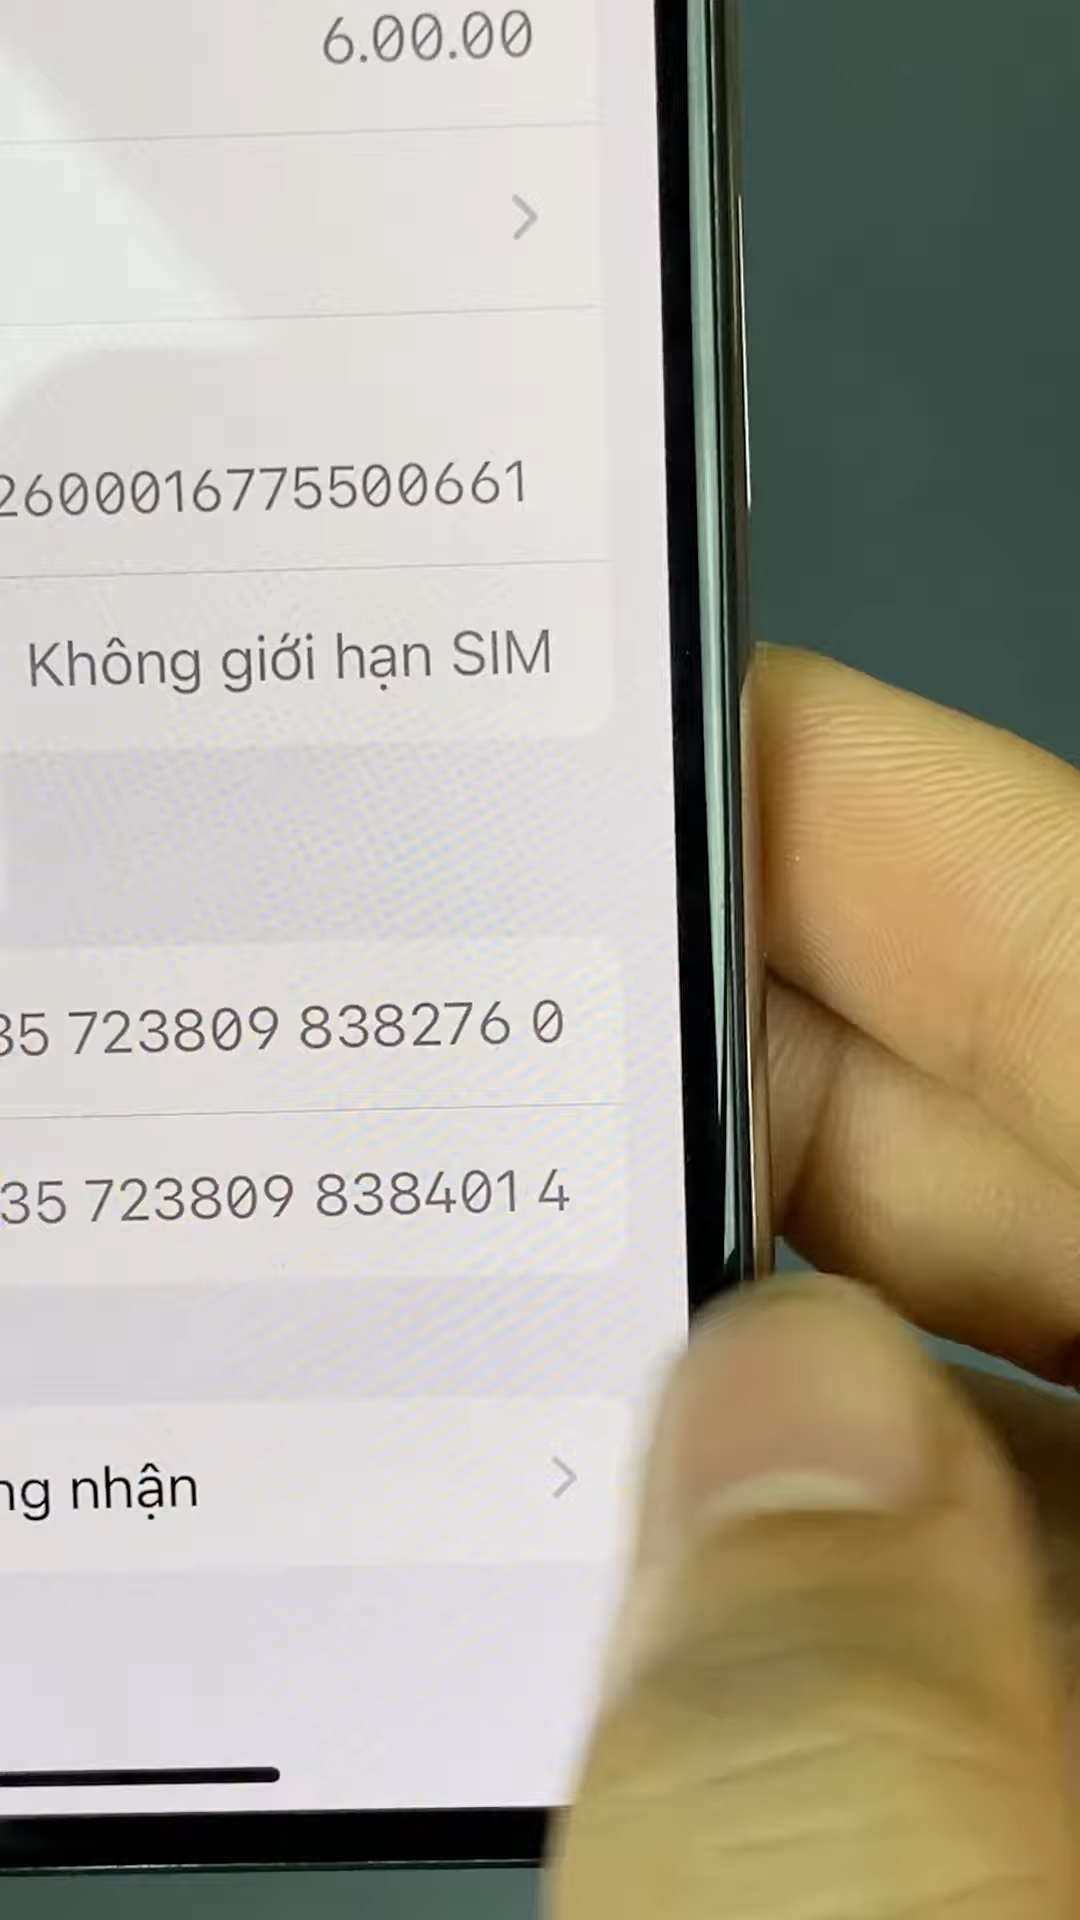 6.00.00
2600016775500661
Không giới hạn SIM
35 723809 838276 0
35 723809 838401 4
ng nhận